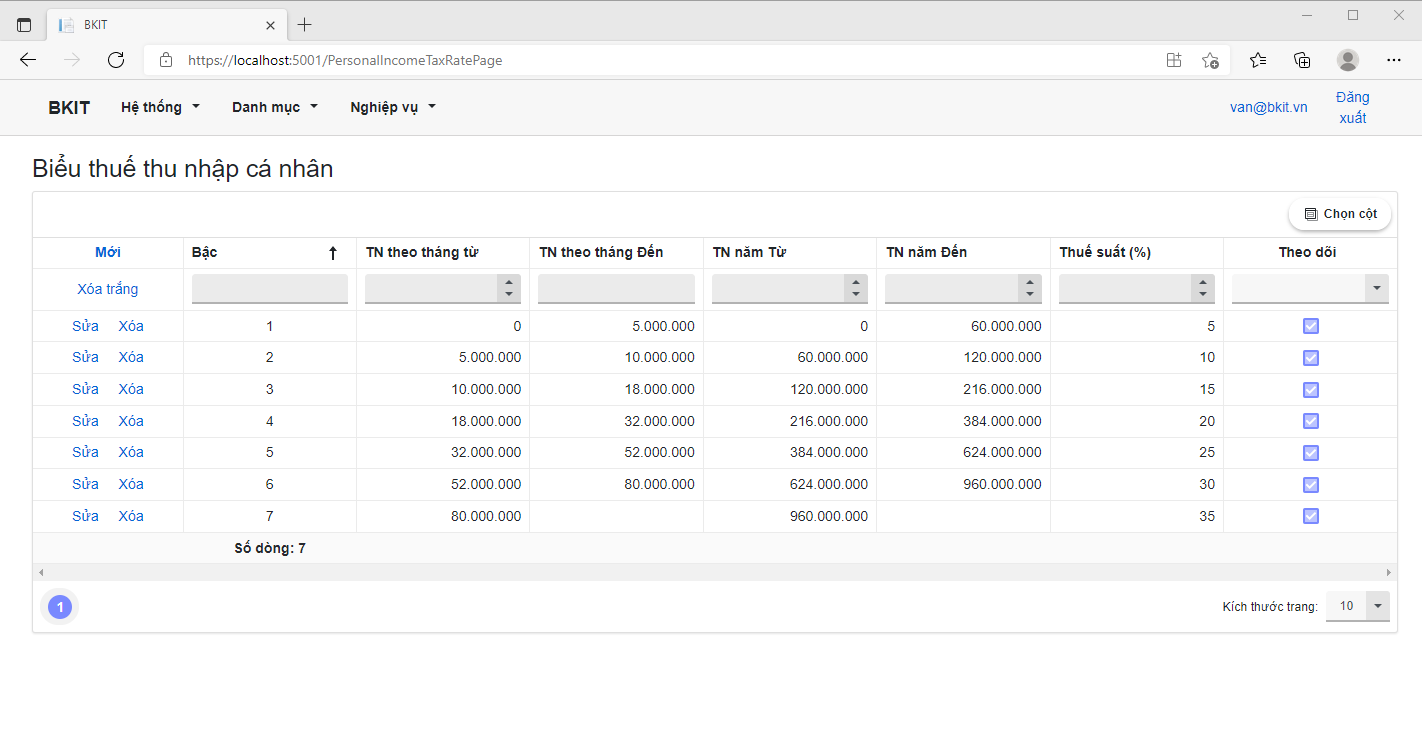 BKIT
https://localhost:5001/PersonalIncomeTaxRatePage
BKIT Hệ thống Danh mục Nghiệp vụ van@bkit.vn Đăng xuất
Biểu thuế thu nhập cá nhân
Chọn cột
Mới Bậc TN theo tháng từ TN theo tháng Đến TN năm Từ TN năm Đến Thuế suất (%) Theo dõi
Xóa trắng
Sửa Xóa 1 0 5.000.000 0 60.000.000 5
Sửa Xóa 2 5.000.000 10.000.000 60.000.000 120.000.000 10
Sửa Xóa 3 10.000.000 18.000.000 120.000.000 216.000.000 15
Sửa Xóa 4 18.000.000 32.000.000 216.000.000 384.000.000 20
Sửa Xóa 5 32.000.000 52.000.000 384.000.000 624.000.000 25
Sửa Xóa 6 52.000.000 80.000.000 624.000.000 960.000.000 30
Sửa Xóa 7 80.000.000 960.000.000 35
Số dòng: 7
1 Kích thước trang: 10